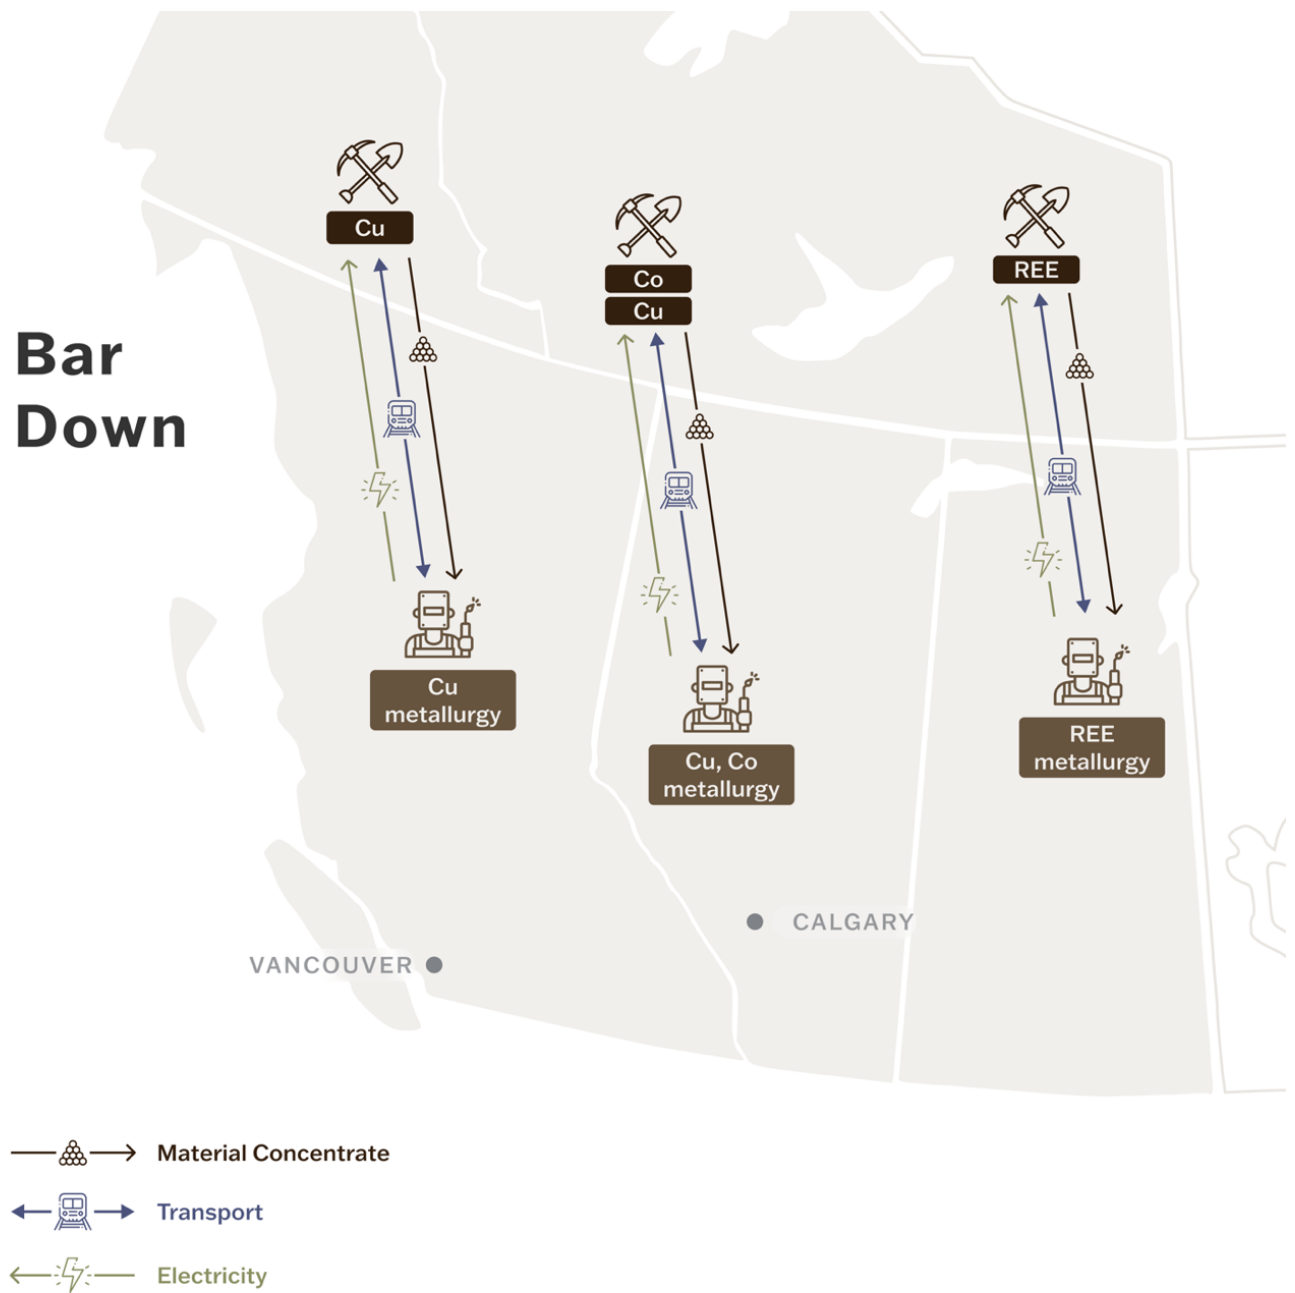 Bar
Down
Cu
Co
Cu
REE
Cu
metallurgy
Cu, Co
metallurgy
REE
metallurgy
CALGARY
VANCOUVER
Material Concentrate
Transport
Electricity